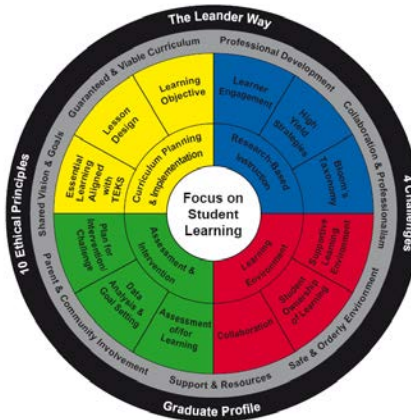 The Leander Way
4 Changes
Graduate Profile
10 Ethical Principles
Guaranteed & Viable Curriculum
Professional Development
Collaboration & Professionalism
Safe & Orderly Environment
Support & Resources
Parent & Community Involvement
Shared Vision & Goals
Essential Learning
Aligned
with
TEKS
Lesson
Design
Learning
Objective
Curriculum Planning
& Implementation
Learner
Engagement
High
Yield
Strategies
Bloom's
Taxonomy
Research-Based
Instruction
Focus on
Student
Learning
Supportive
Learning
Environment
Student
Ownership
of Learning
Collaboration
Learning
Environment
Assessment
of/for
Learning
Data
Analysis &
Goal Setting
Plan for
Intervention/
Challenge
Assessment &
Intervention